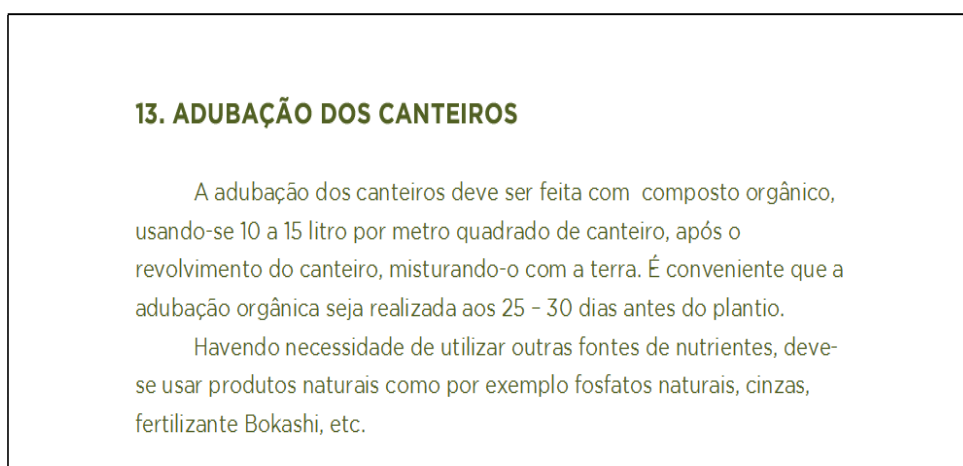 13. ADUBAÇÃO DOS CANTEIROS
A adubação dos canteiros deve ser feita com composto orgânico,
usando-se 10 a 15 litro por metro quadrado de canteiro, após o
revolvimento do canteiro, misturando-o com a terra. É conveniente que a
adubação orgânica seja realizada aos 25 – 30 dias antes do plantio.
Havendo necessidade de utilizar outras fontes de nutrientes, deve-
se usar produtos naturais como por exemplo fosfatos naturais, cinzas,
fertilizante Bokashi, etc.